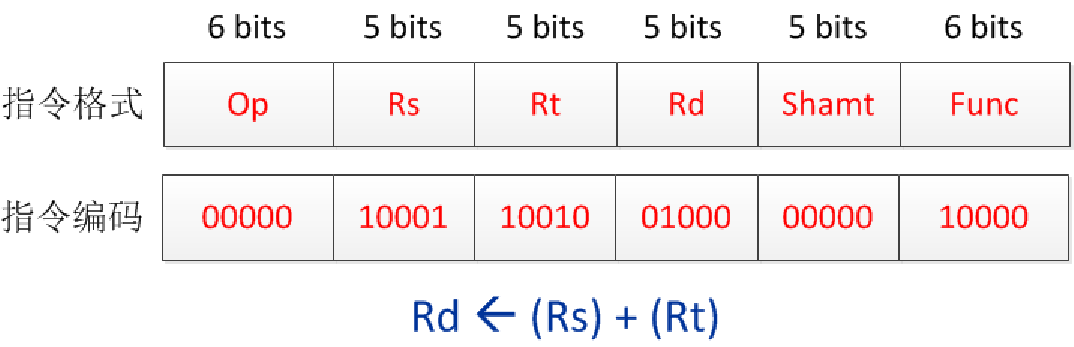 6 bits 5 bits 5 bits 5 bits 5 bits 6 bits
指令格式 Op Rs Rt Rd Shamt Func
指令编码 00000 10001 10010 01000 00000 10000
Rd ← (Rs) + (Rt)